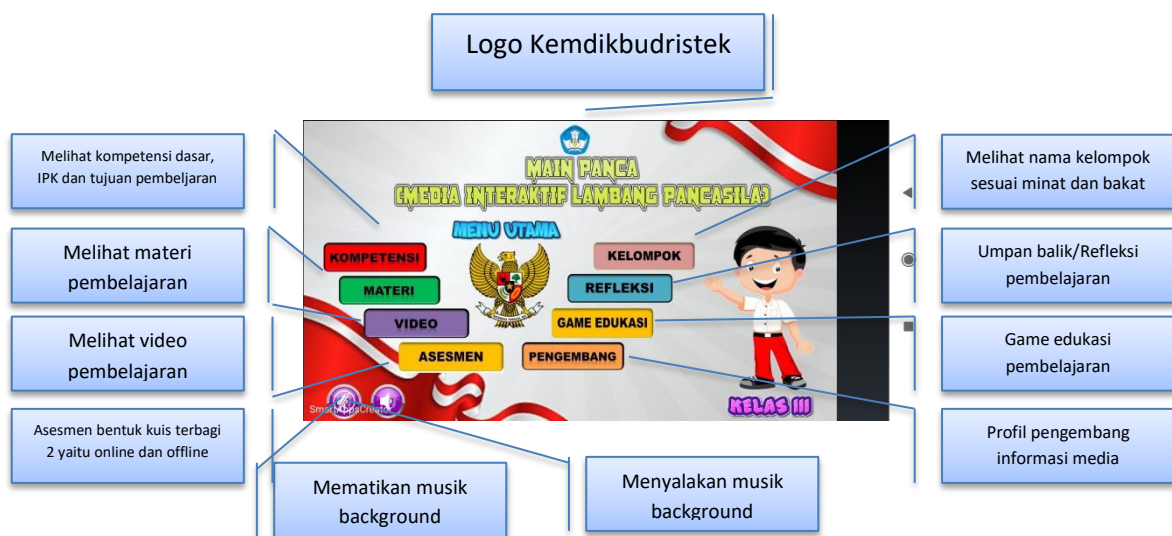 Logo Kemdikbudristek
Melihat kompetensi dasar,
IPK dan tujuan pembeljaran
Melihat materi
pembelajaran
Melihat video
pembelajaran
Asesmen bentuk kuis terbagi
2 yaitu online dan offline
MAIN PANCA
(MEDIA INTERAKTIF LAMBANG PANCASILA)
MENU UTAMA
KOMPETENSI
MATERI
VIDEO
ASESMEN
KELOMPOK
REFLEKSI
GAME EDUKASI
PENGEMBANG
SmartAppsCreator
KELAS III
Melihat nama kelompok
sesuai minat dan bakat
Umpan balik/Refleksi
pembelajaran
Game edukasi
pembelajaran
Profil pengembang
informasi media
Mematikan musik
background
Menyalakan musik
background